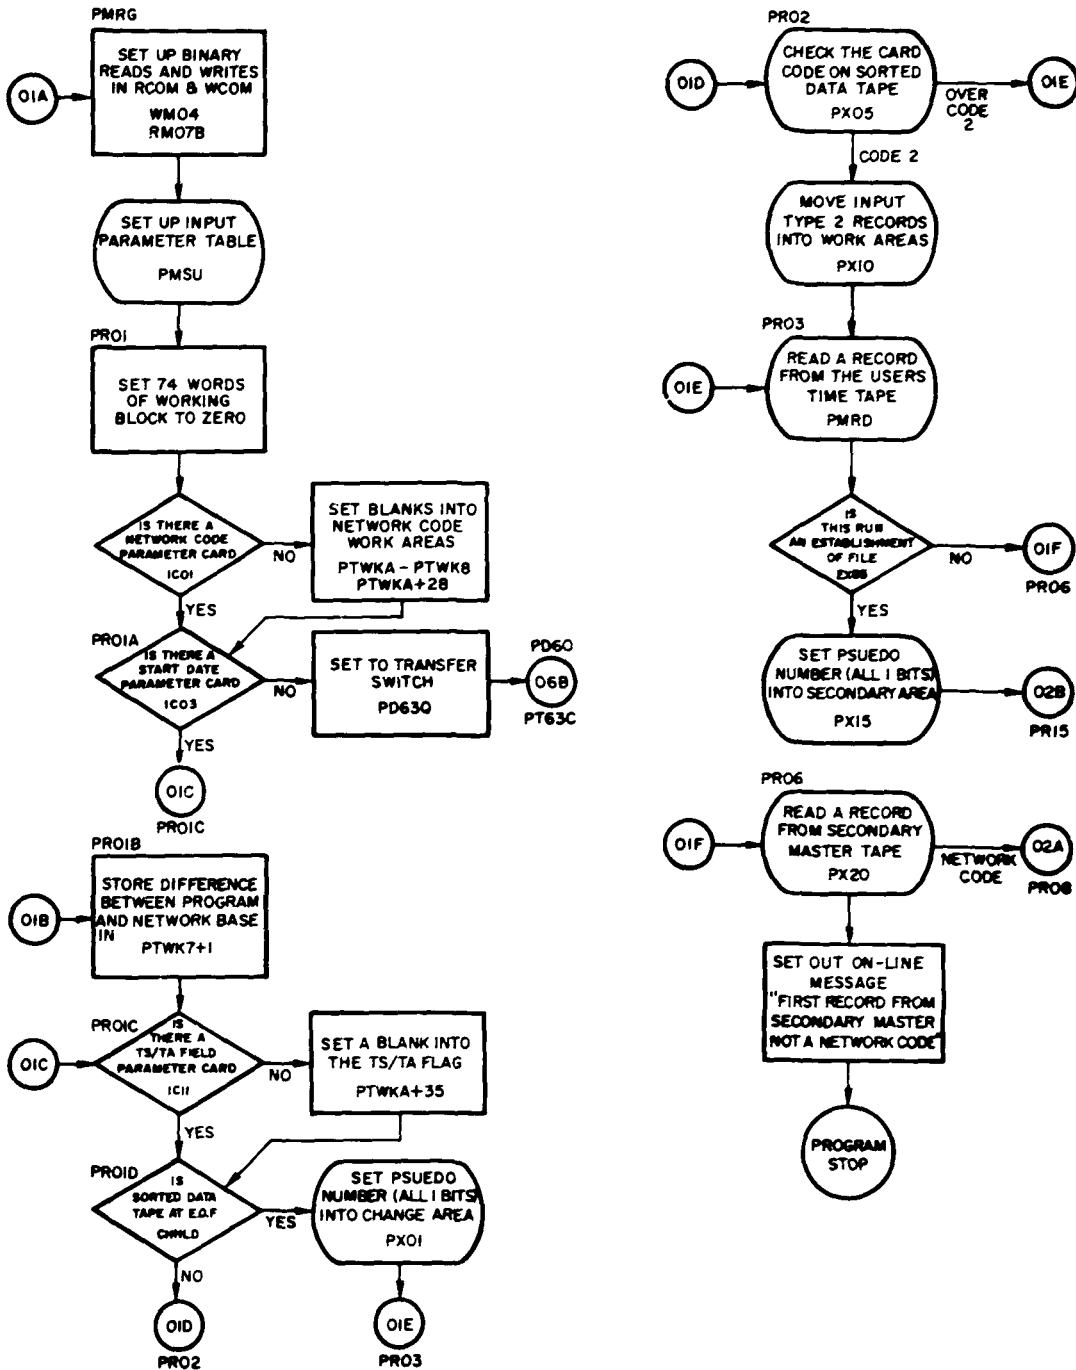 PMRG
SET UP BINARY
READS AND WRITES
IN RCOM & WCOM
WM04
RM07B
01A
SET UP INPUT
PARAMETER TABLE
PMSU
PR01
SET 74 WORDS
OF WORKING
BLOCK TO ZERO
IS THERE A
NETWORK CODE
PARAMETER CARD
1C01
NO
SET BLANKS INTO
NETWORK CODE
WORK AREAS
PTWKA - PTWK8
PTWKA+28
YES
PR01A
IS THERE A
START DATE
PARAMETER CARD
1C03
NO
SET TO TRANSFER
SWITCH
PD63Q
PD60
06B
PT63C
YES
01C
PR01C
PR01B
01B
STORE DIFFERENCE
BETWEEN PROGRAM
AND NETWORK BASE
IN
PTWK7+1
PR01C
01C
IS
THERE A
TS/TA FIELD
PARAMETER CARD
1C11
NO
SET A BLANK INTO
THE TS/TA FLAG
PTWKA+35
YES
PR01D
IS
SORTED DATA
TAPE AT E.O.F
YES
SET PSUEDO
NUMBER (ALL 1 BITS)
INTO CHANGE AREA
PX01
NO
01D
PR02
01E
PR03
PR02
01D
CHECK THE CARD
CODE ON SORTED
DATA TAPE
PX05
OVER
CODE
2
01E
CODE 2
MOVE INPUT
TYPE 2 RECORDS
INTO WORK AREAS
PX10
PR03
01E
READ A RECORD
FROM THE USERS
TIME TAPE
PMRD
IS
THIS RUN
AN ESTABLISHMENT
OF FILE
NO
01F
PR06
YES
SET PSUEDO
NUMBER (ALL 1 BITS)
INTO SECONDARY AREA
PX15
02B
PR15
PR06
01F
READ A RECORD
FROM SECONDARY
MASTER TAPE
PX20
NETWORK
CODE
02A
PR08
SET OUT ON-LINE
MESSAGE
"FIRST RECORD FROM
SECONDARY MASTER
NOT A NETWORK CODE"
PROGRAM
STOP